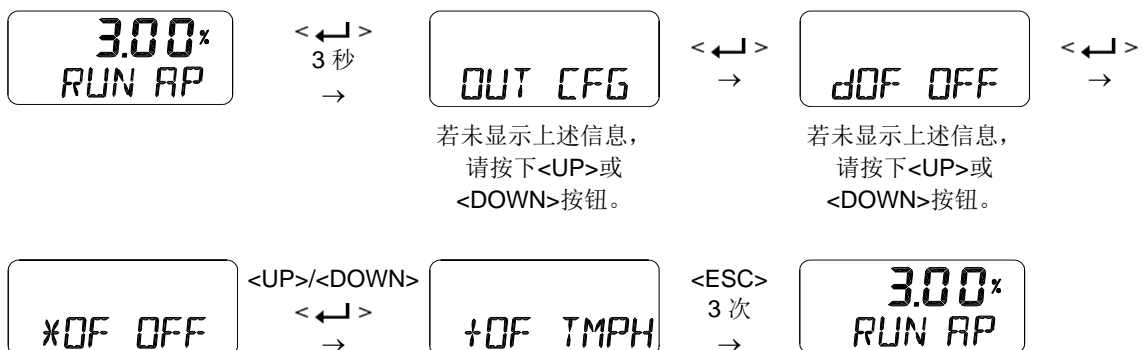 3.00%
RUN AP
<↵>
3 秒
→
OUT CFG
若未显示上述信息，
请按下<UP>或
<DOWN>按钮。
<↵>
→
dOF OFF
若未显示上述信息，
请按下<UP>或
<DOWN>按钮。
<↵>
→
*OF OFF
<UP>/<DOWN>
<↵>
→
+OF TMPH
<ESC>
3 次
→
3.00%
RUN AP